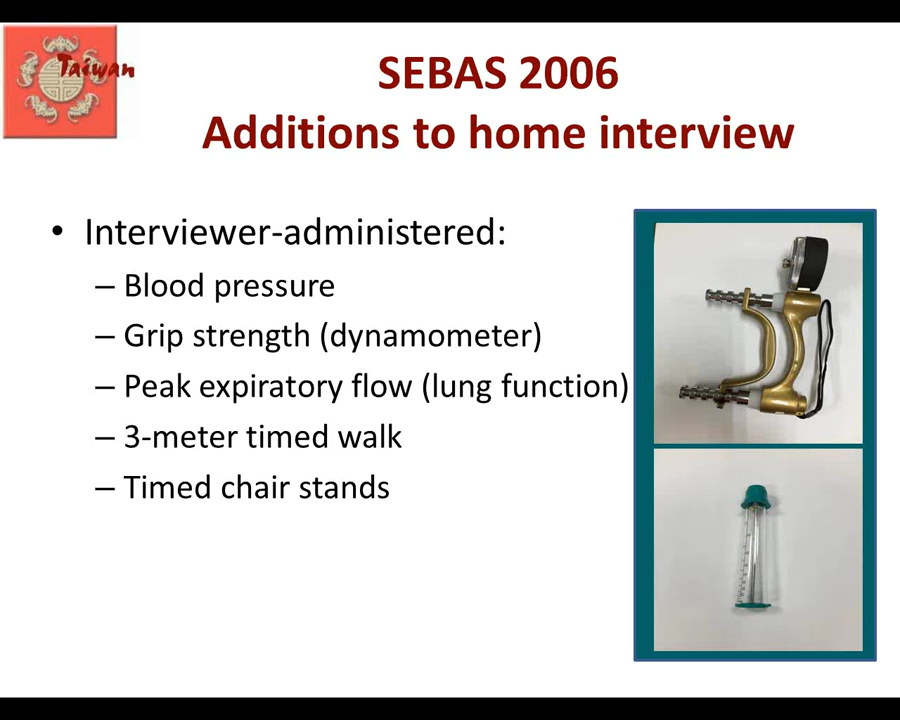 Taiwan
SEBAS 2006
Additions to home interview
• Interviewer-administered:
– Blood pressure
– Grip strength (dynamometer)
– Peak expiratory flow (lung function)
– 3-meter timed walk
– Timed chair stands